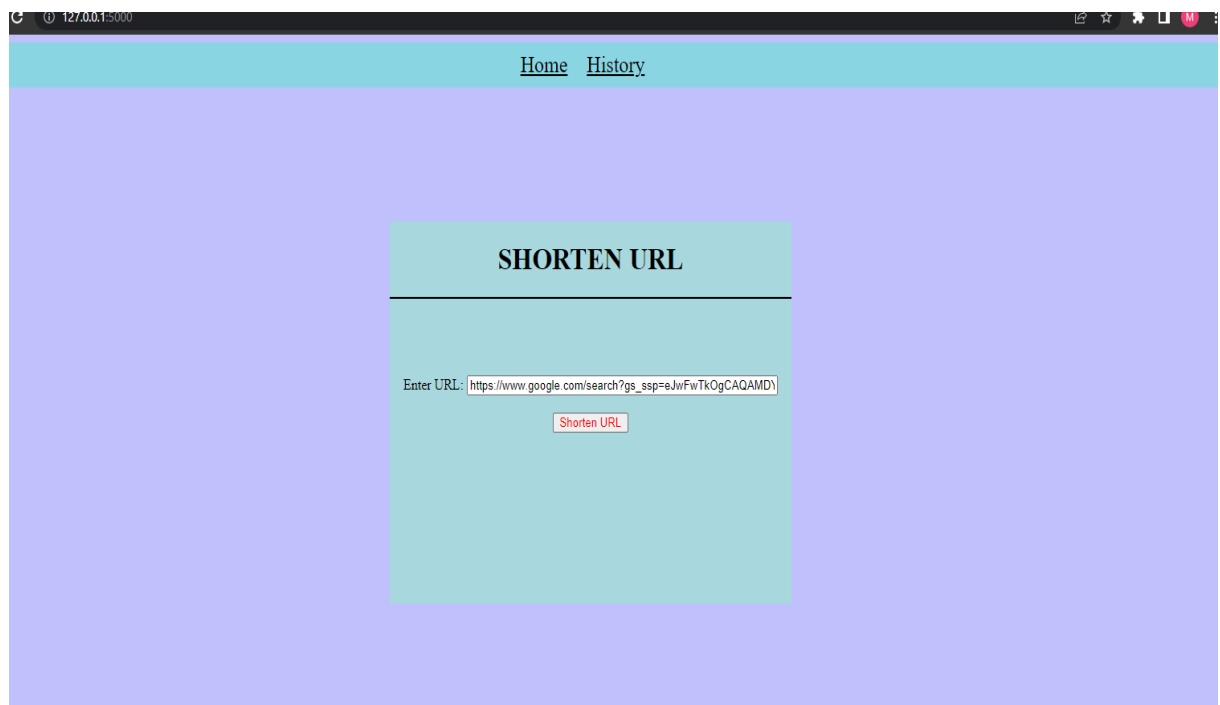 127.0.0.1:5000
M
Home History
SHORTEN URL
Enter URL: https://www.google.com/search?gs_ssp=eJwFwTkOgCAQAMDY
Shorten URL